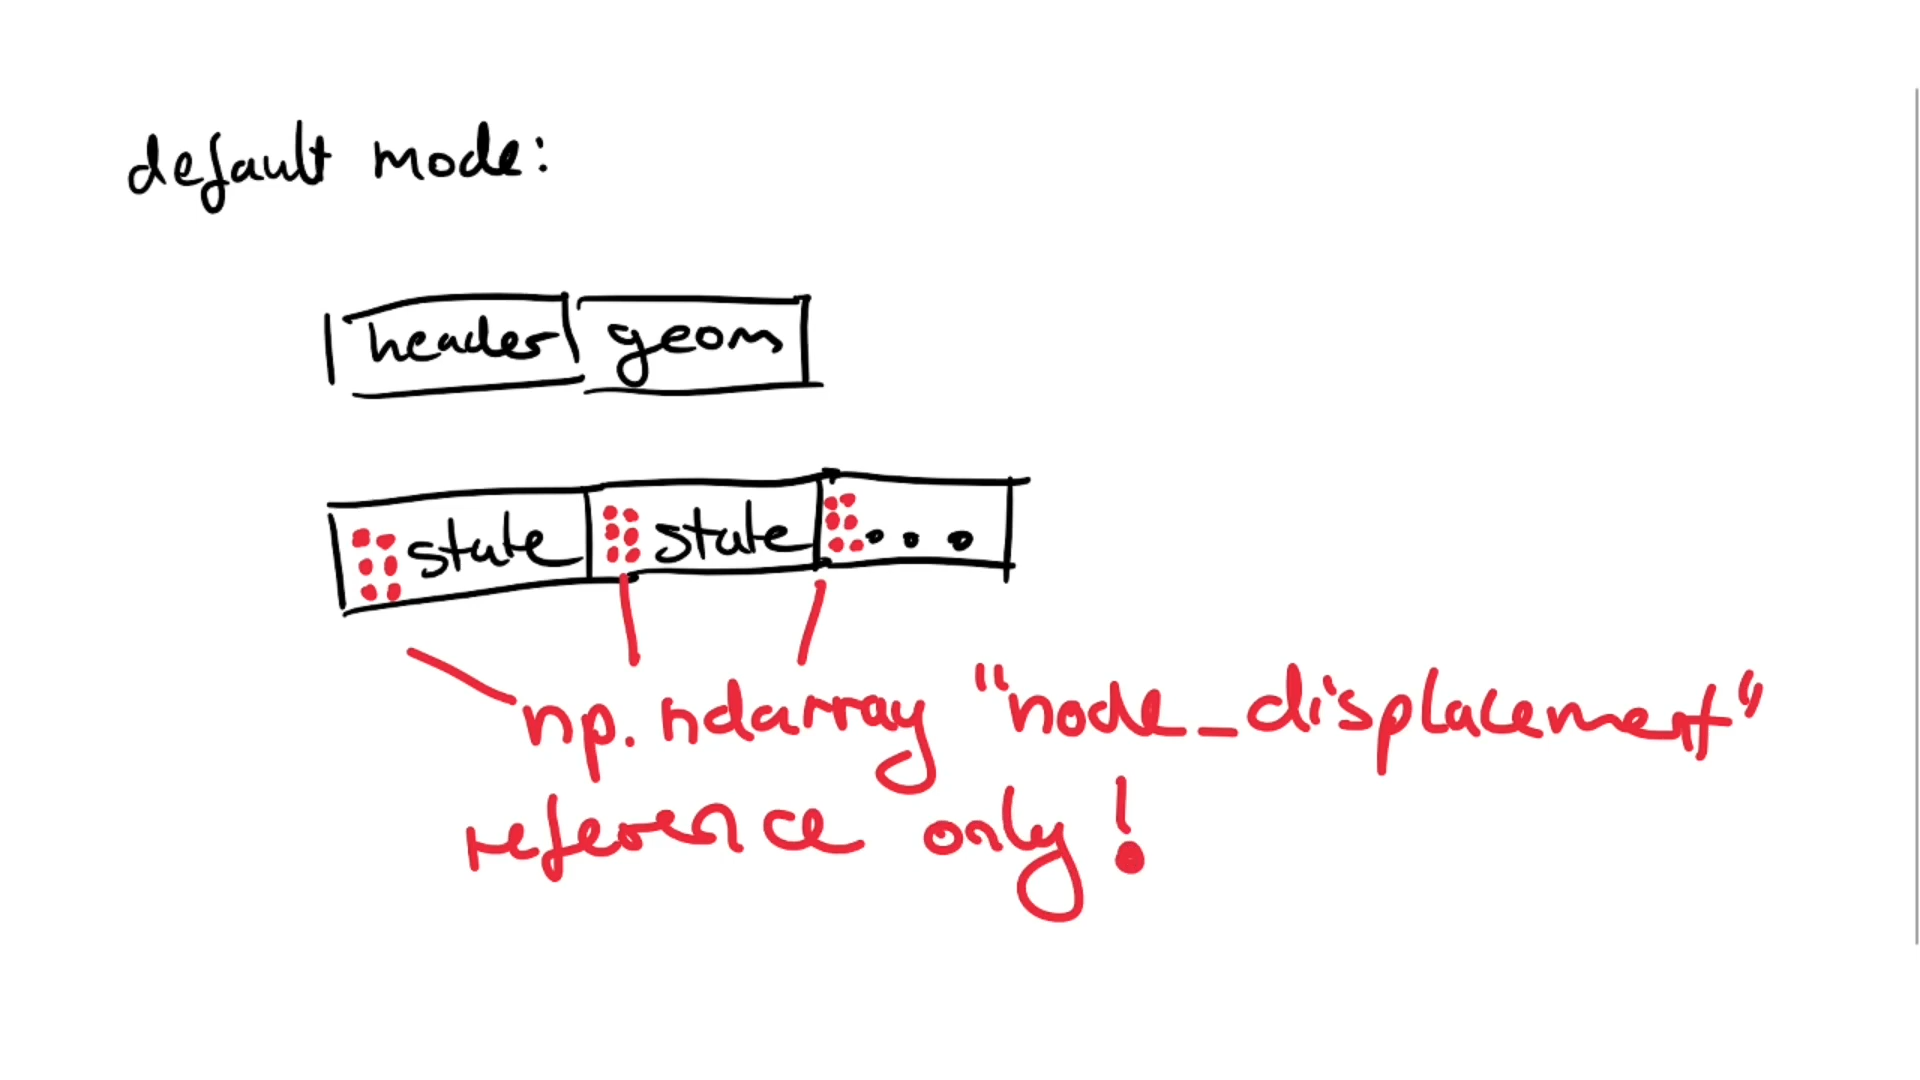 default mode:
header geom
state state ...
np.ndarray "node_displacement"
reference only!